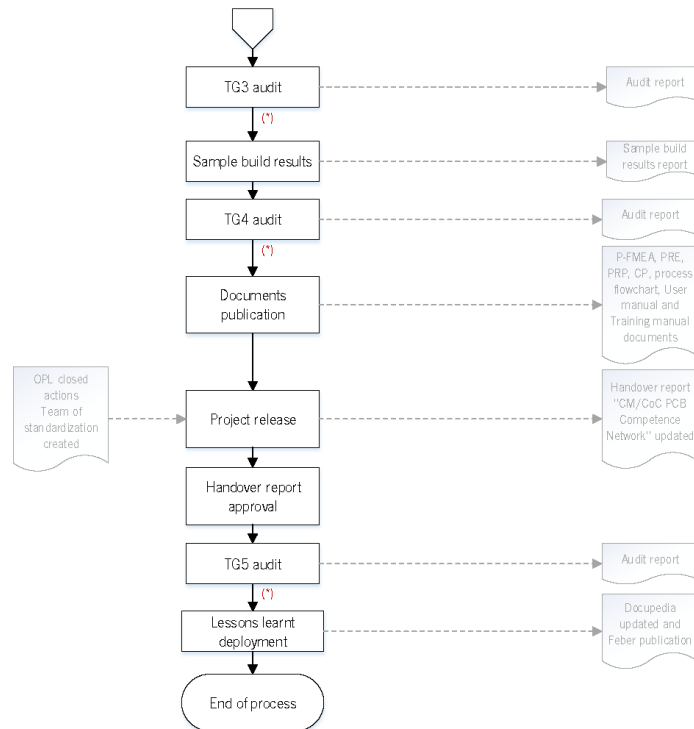 TG3 audit
Audit report
(*)
Sample build results
Sample build
results report
TG4 audit
Audit report
(*)
Documents
publication
P-FMEA, PRE,
PRP, CP, process
flowchart, User
manual and
Training manual
documents
OPL closed
actions
Team of
standardization
created
Project release
Handover report
"CM/CoC PCB
Competence
Network" updated
Handover report
approval
TG5 audit
Audit report
(*)
Lessons learnt
deployment
Docupedia
updated and
Feber publication
End of process